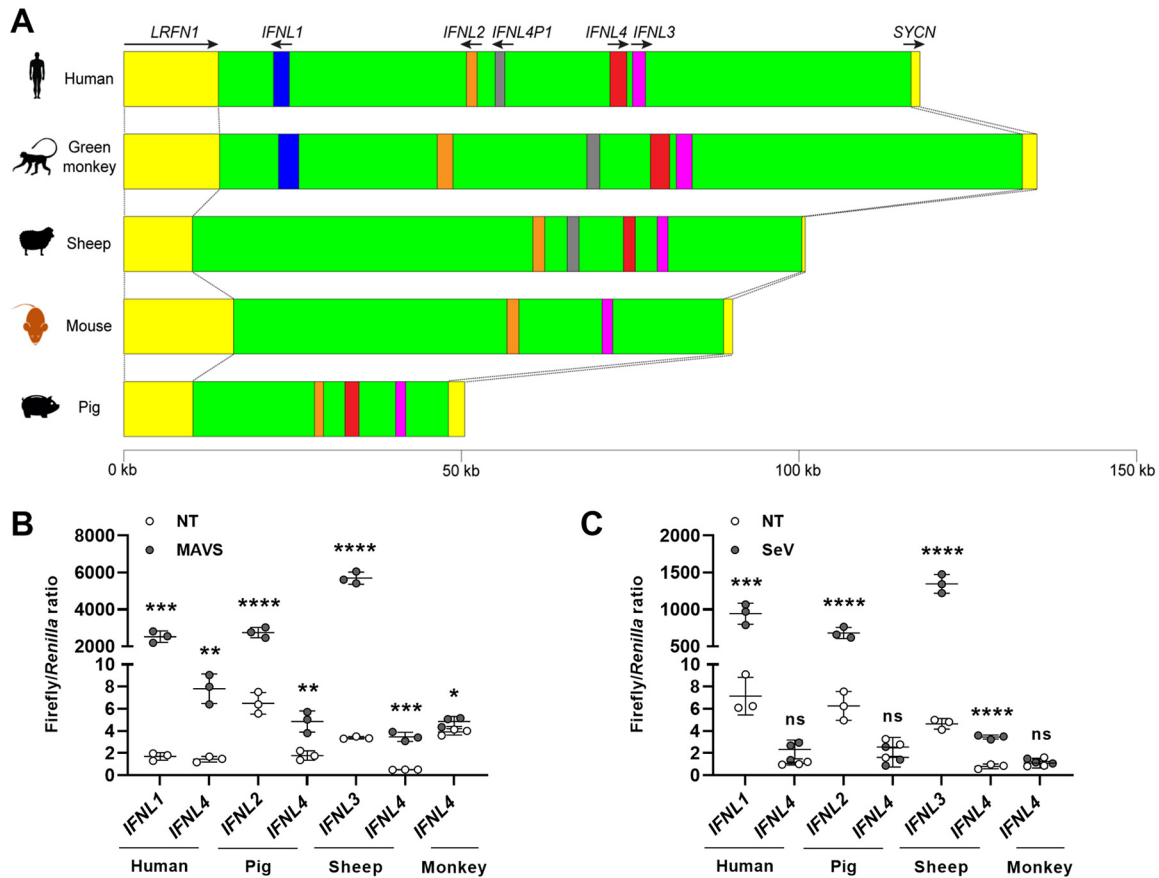 A
LRFN1 IFNL1 IFNL2 IFNL4P1 IFNL4 IFNL3 SYCN
Human
Green
monkey
Sheep
Mouse
Pig
0 kb 50 kb 100 kb 150 kb
B
NT
MAVS
Firefly/Renilla ratio
8000
6000
4000
2000
10
8
6
4
2
0
*** ** **** ** **** *** *
IFNL1 IFNL4 IFNL2 IFNL4 IFNL3 IFNL4 IFNL4
Human Pig Sheep Monkey
C
NT
SeV
Firefly/Renilla ratio
2000
1500
1000
500
10
8
6
4
2
0
*** ns **** ns **** **** ns
IFNL1 IFNL4 IFNL2 IFNL4 IFNL3 IFNL4 IFNL4
Human Pig Sheep Monkey